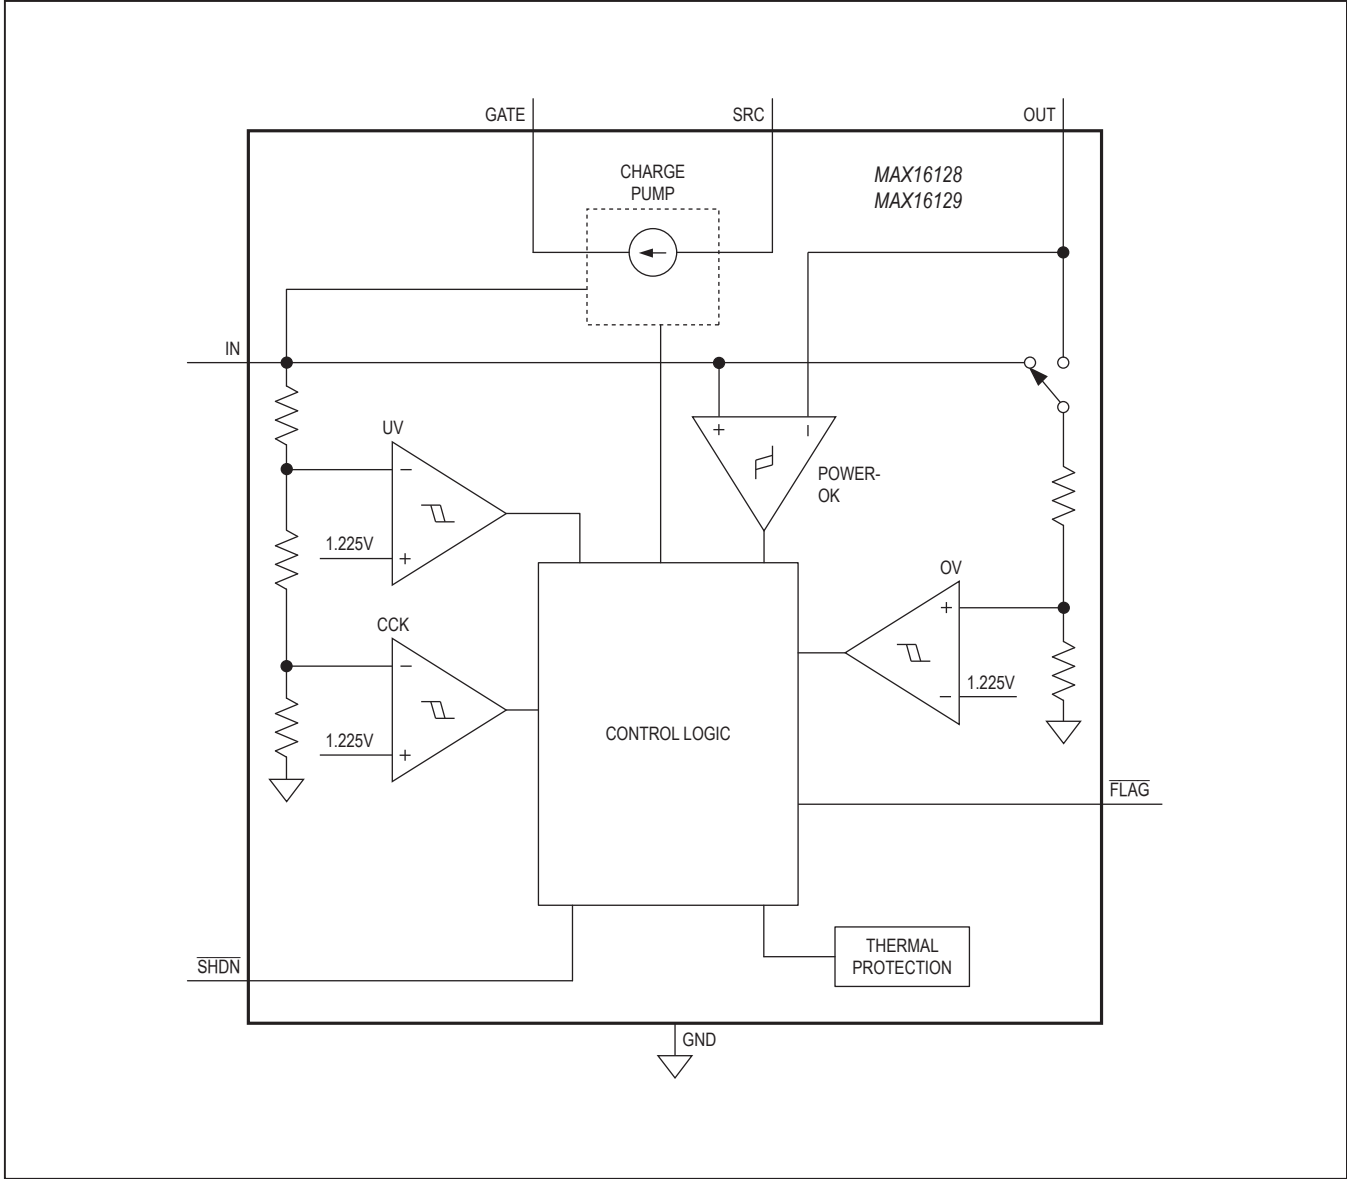 GATE
SRC
OUT
CHARGE
PUMP
MAX16128
MAX16129
IN
UV
+
−
POWER-
OK
−
1.225V
+
OV
+
CCK
−
1.225V
−
1.225V
+
CONTROL LOGIC
FLAG
THERMAL
PROTECTION
SHDN
GND